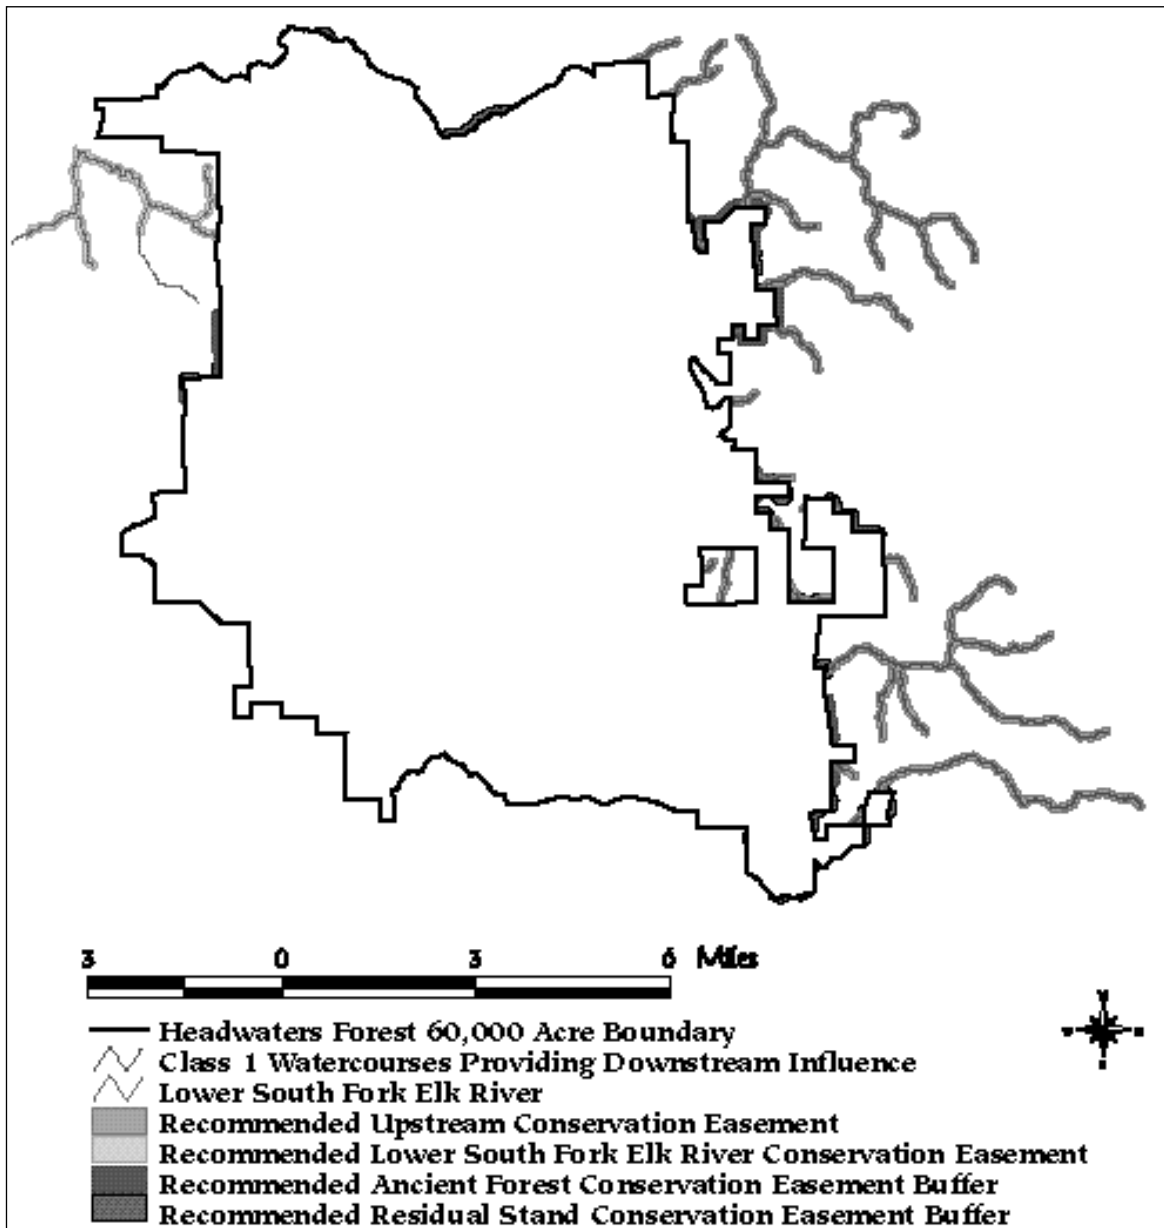 3 0 3 6 Miles
Headwaters Forest 60,000 Acre Boundary
Class 1 Watercourses Providing Downstream Influence
Lower South Fork Elk River
Recommended Upstream Conservation Easement
Recommended Lower South Fork Elk River Conservation Easement
Recommended Ancient Forest Conservation Easement Buffer
Recommended Residual Stand Conservation Easement Buffer